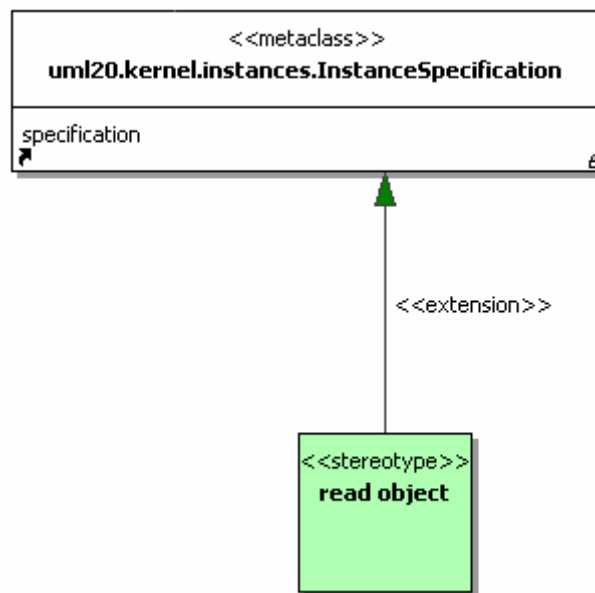 <<metaclass>>
uml20.kernel.instances.InstanceSpecification
specification
<<extension>>
<<stereotype>>
read object